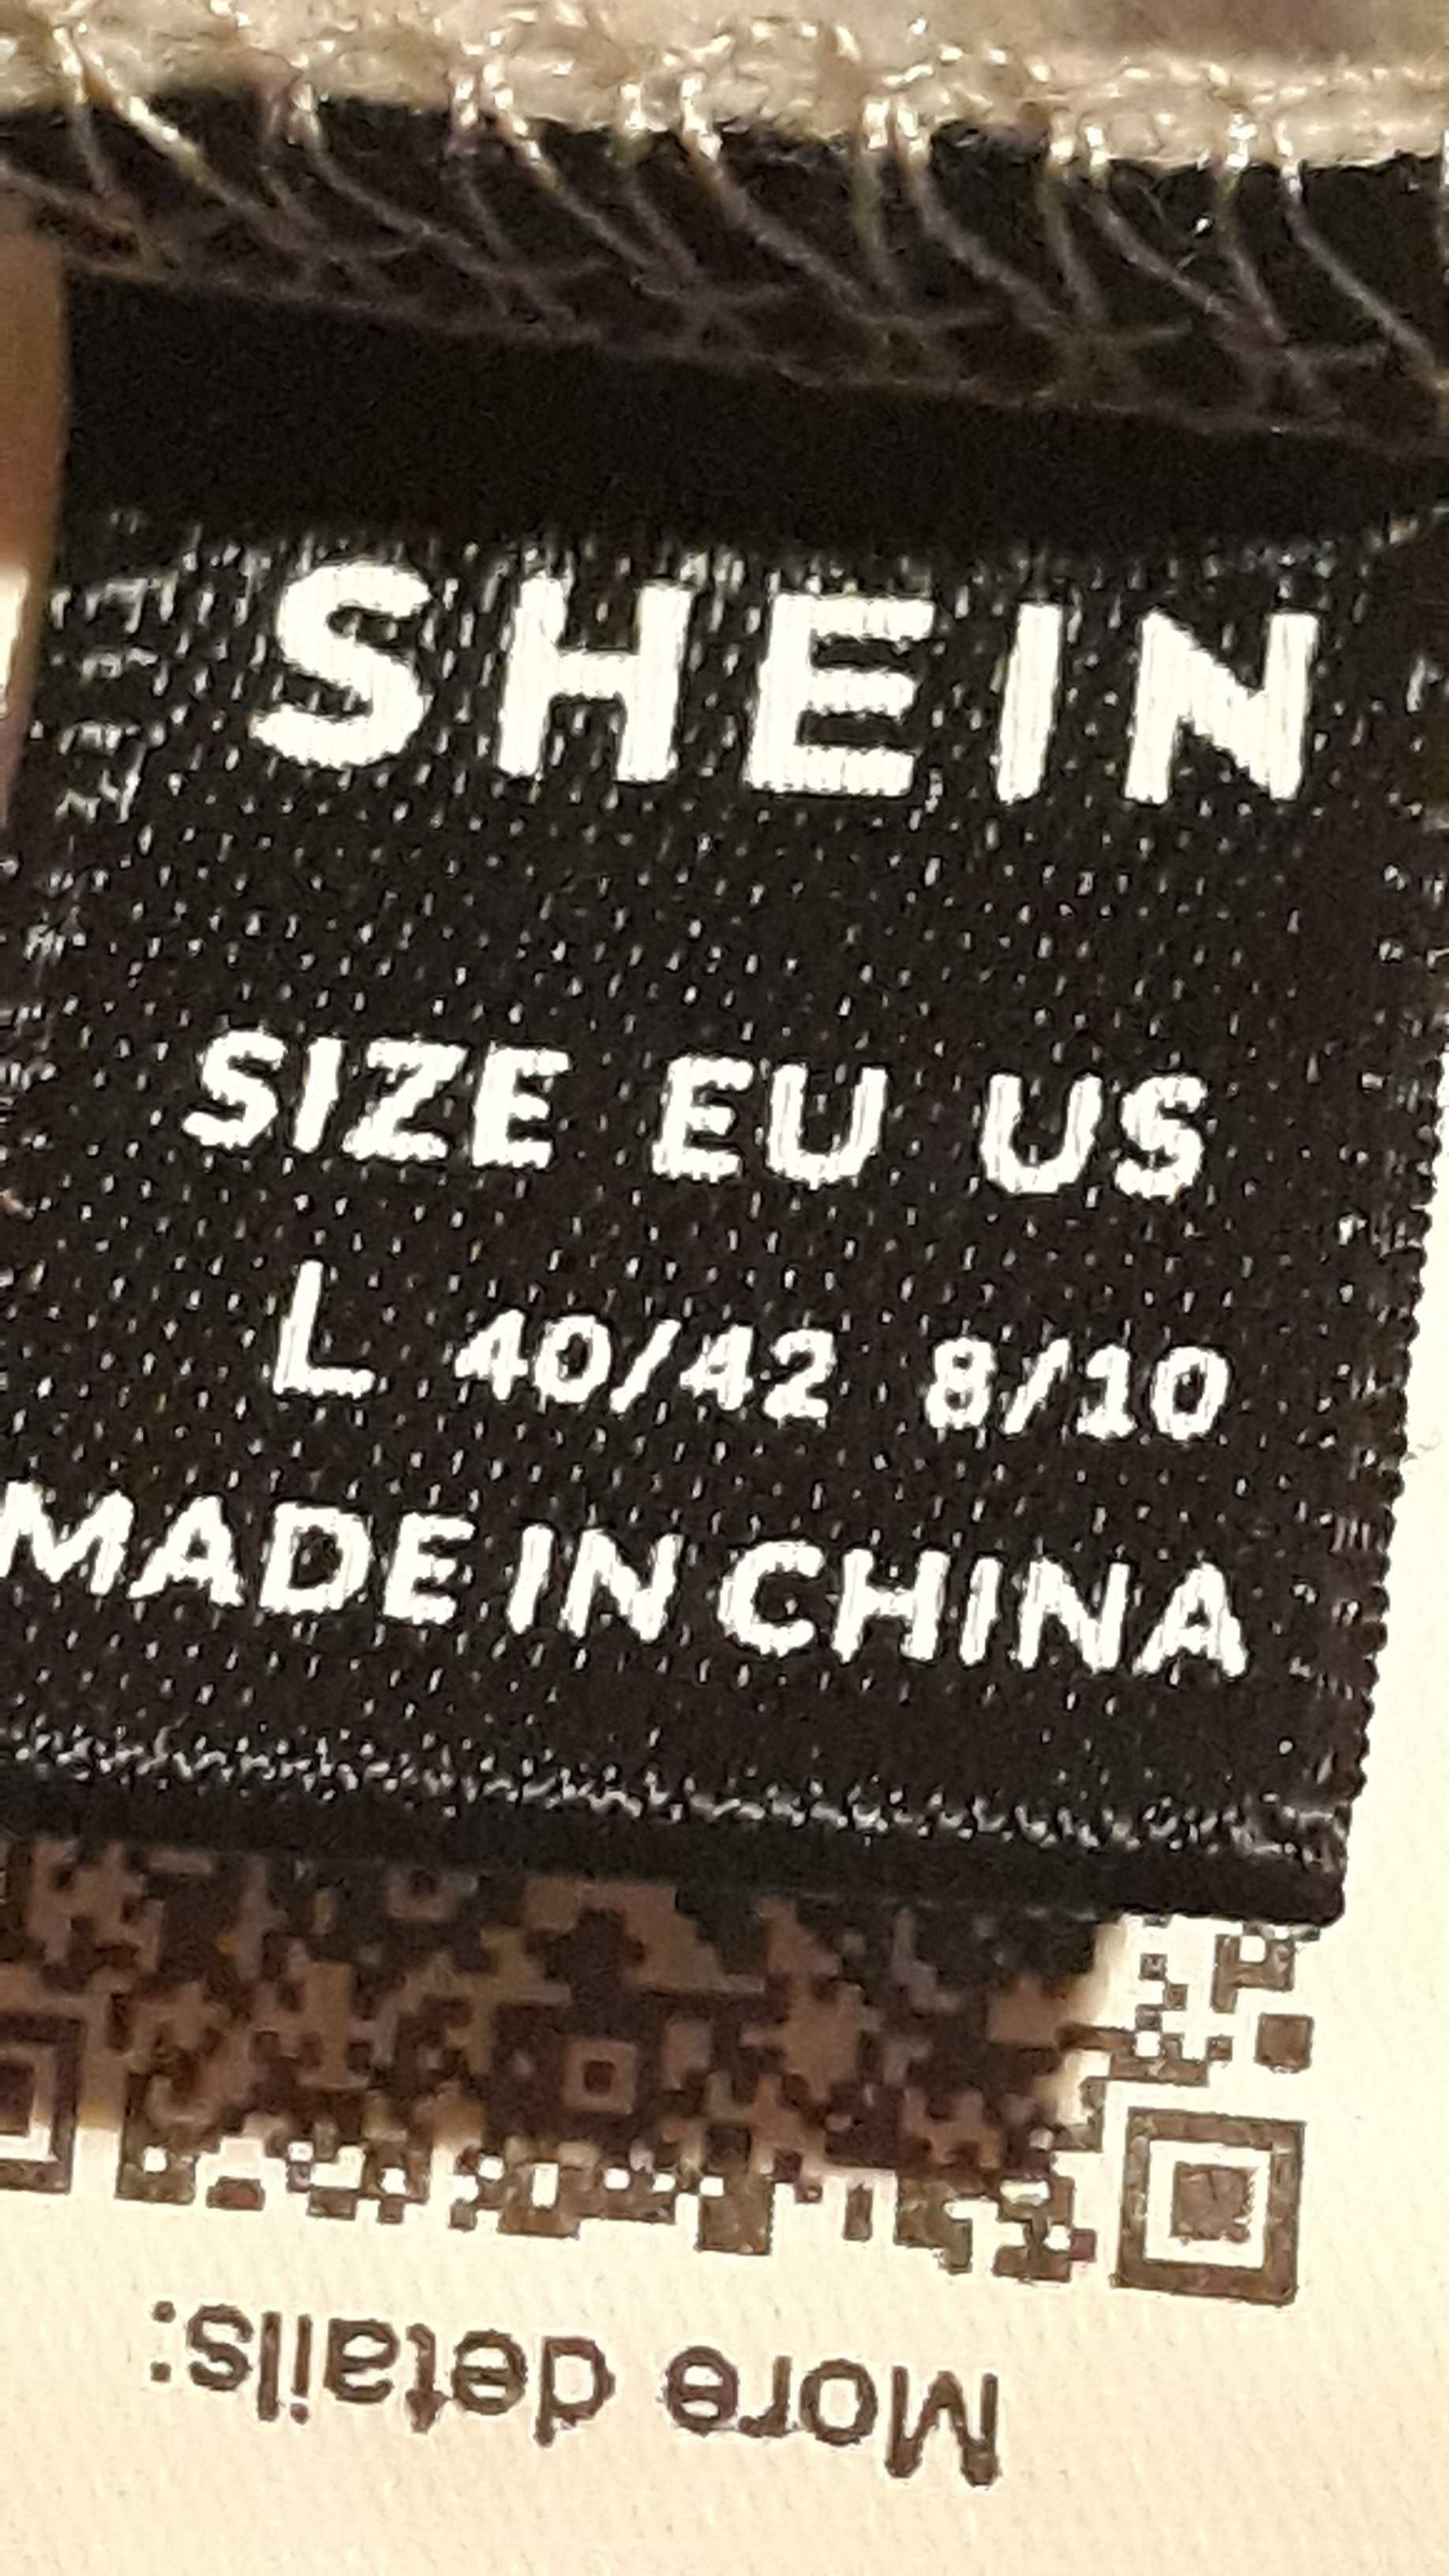 SHEIN
SIZE EU US
L 40/42 8/10
MADE IN CHINA
More details: